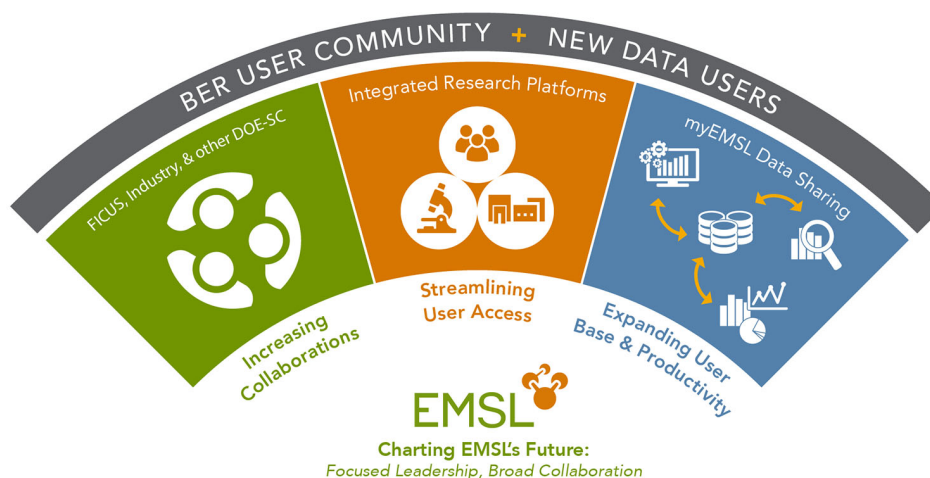 BER USER COMMUNITY + NEW DATA USERS
FICUS, Industry, & other DOE-SC
Integrated Research Platforms
myEMSL Data Sharing
Increasing
Collaborations
Streamlining
User Access
Expanding User
Base & Productivity
EMSL
Charting EMSL's Future:
Focused Leadership, Broad Collaboration